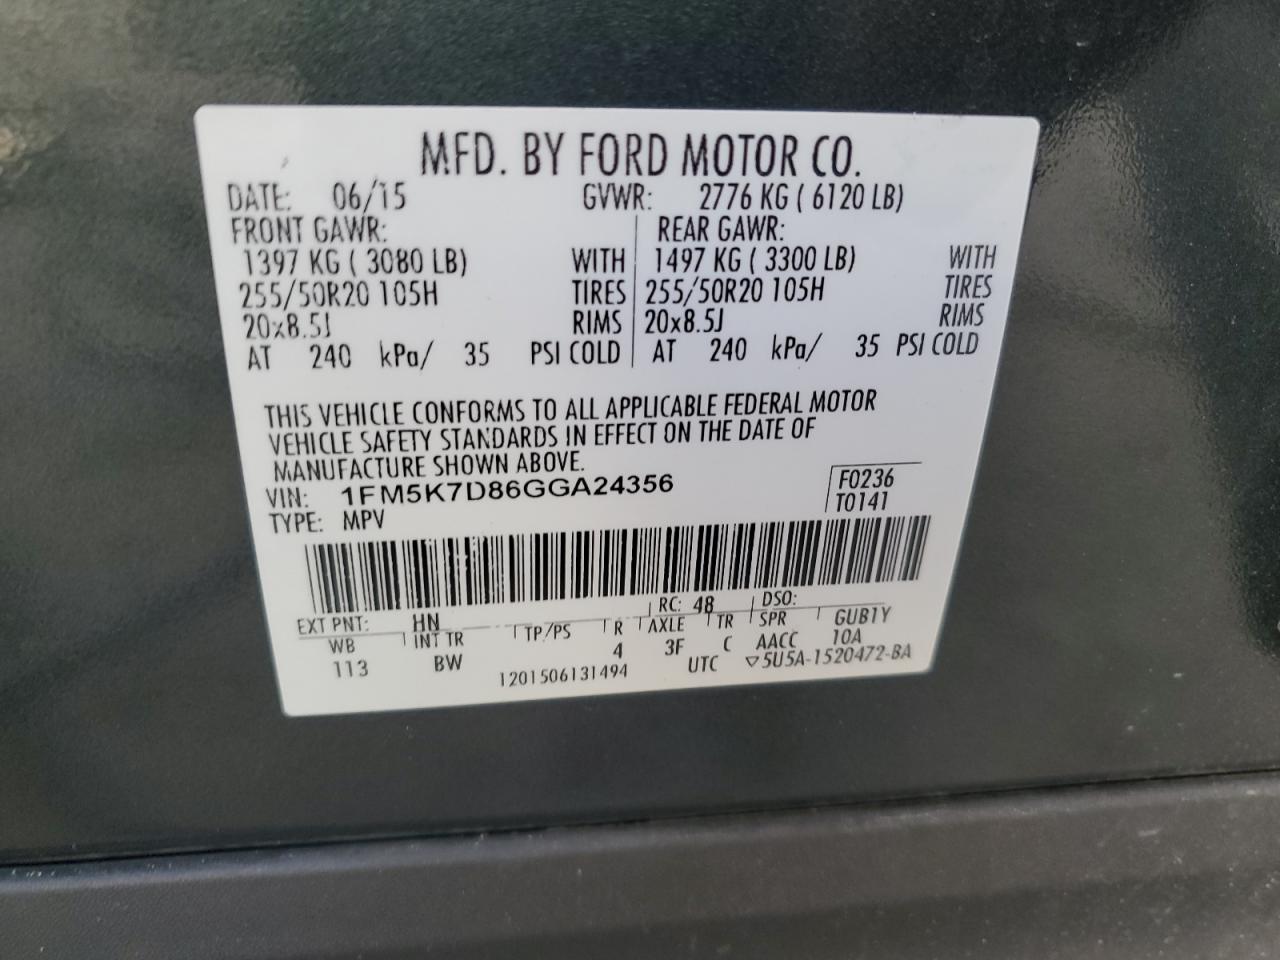 MFD. BY FORD MOTOR CO.
DATE: 06/15 GVWR: 2776 KG ( 6120 LB)
FRONT GAWR: REAR GAWR:
1397 KG ( 3080 LB) WITH 1497 KG ( 3300 LB) WITH
255/50R20 105H TIRES 255/50R20 105H TIRES
20x8.5J RIMS 20x8.5J RIMS
AT 240 kPa/ 35 PSI COLD AT 240 kPa/ 35 PSI COLD
THIS VEHICLE CONFORMS TO ALL APPLICABLE FEDERAL MOTOR
VEHICLE SAFETY STANDARDS IN EFFECT ON THE DATE OF
MANUFACTURE SHOWN ABOVE.
VIN: 1FM5K7D86GGA24356 F0236
TYPE: MPV T0141
EXT PNT: HN RC: 48 DSO:
WB INT TR TP/PS R AXLE TR SPR GUB1Y
113 BW 4 3F C AACC 10A
1201506131494 UTC ▽5U5A-1520472-BA